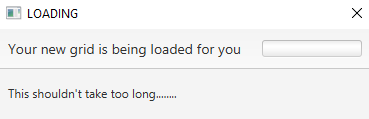 LOADING
Your new grid is being loaded for you
This shouldn't take too long........